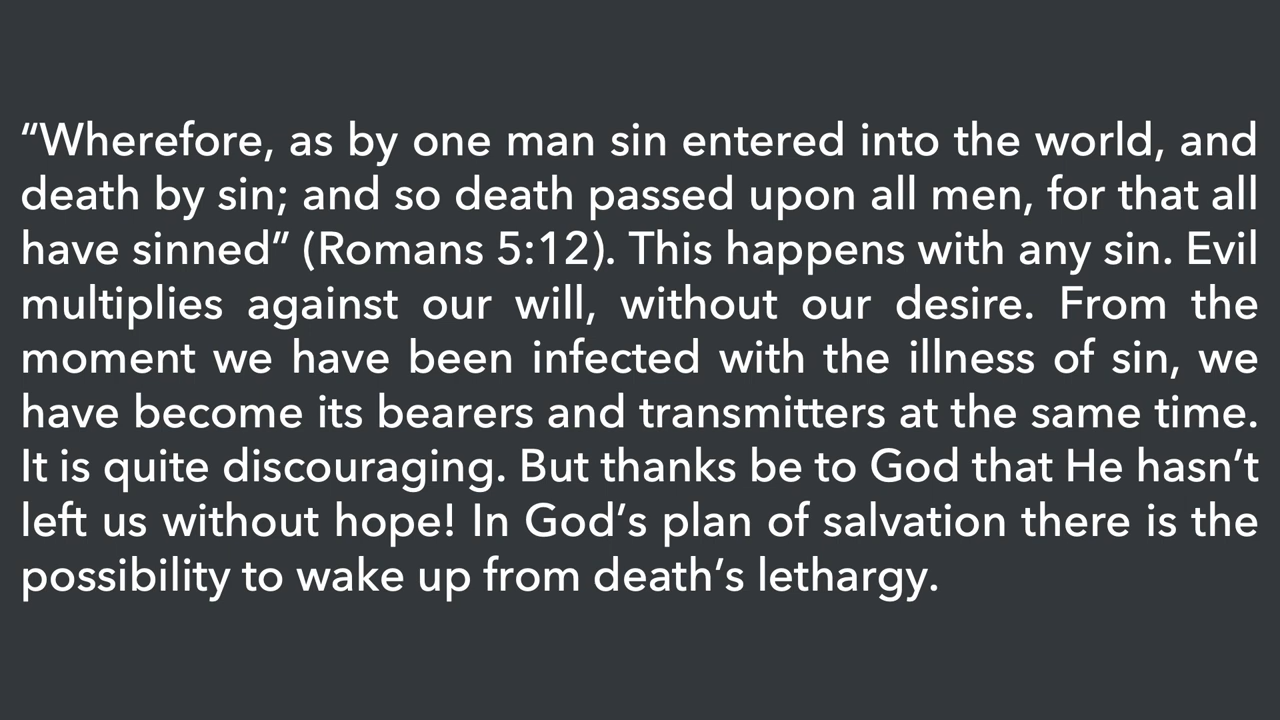 “Wherefore, as by one man sin entered into the world, and
death by sin; and so death passed upon all men, for that all
have sinned” (Romans 5:12). This happens with any sin. Evil
multiplies against our will, without our desire. From the
moment we have been infected with the illness of sin, we
have become its bearers and transmitters at the same time.
It is quite discouraging. But thanks be to God that He hasn’t
left us without hope! In God’s plan of salvation there is the
possibility to wake up from death’s lethargy.